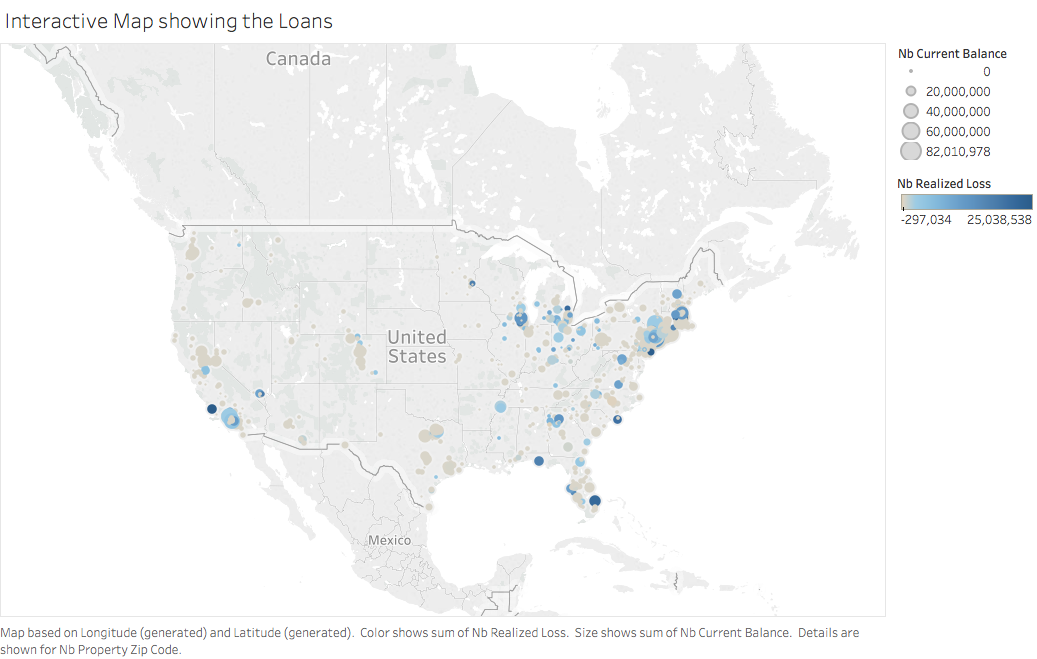 Interactive Map showing the Loans
Canada
United
States
Mexico
Nb Current Balance
0
20,000,000
40,000,000
60,000,000
82,010,978
Nb Realized Loss
-297,034 25,038,538
Map based on Longitude (generated) and Latitude (generated).  Color shows sum of Nb Realized Loss.  Size shows sum of Nb Current Balance.  Details are
shown for Nb Property Zip Code.